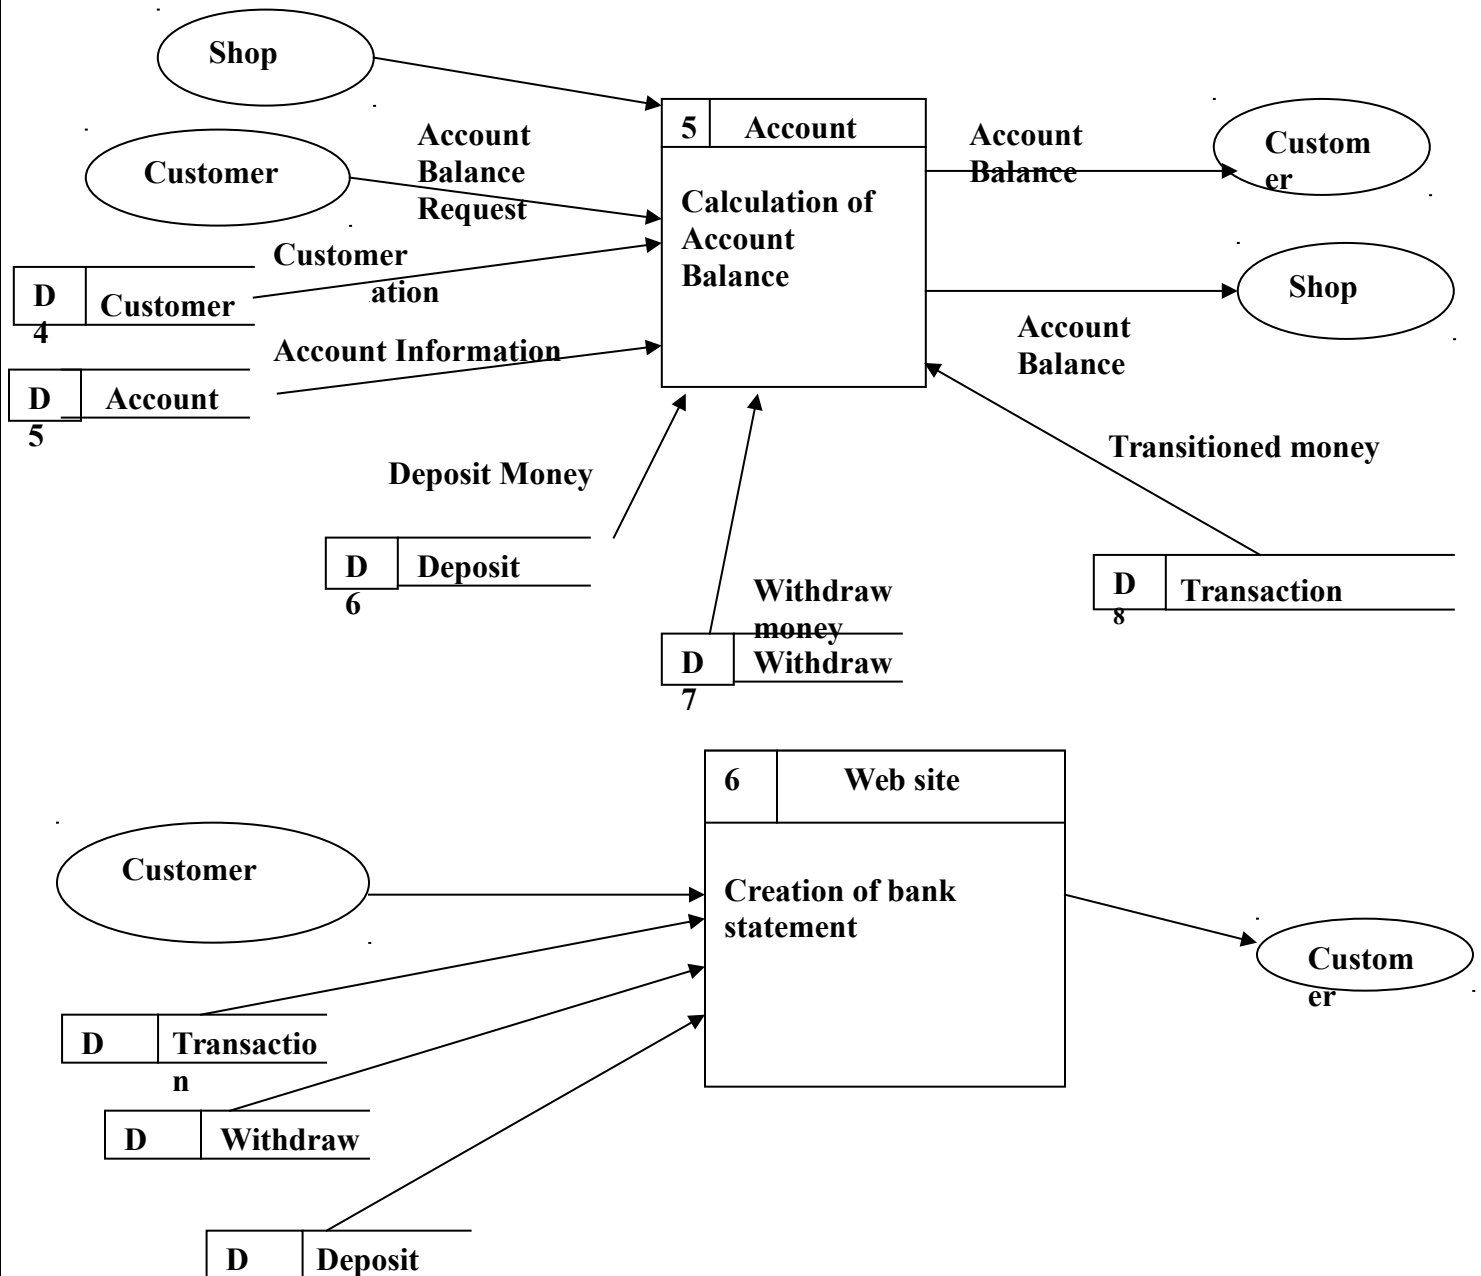 Shop
5 Account
Account
Balance
Request
Customer
Account
Balance
Custom
er
Calculation of
Account
Balance
Customer
ation
D
4
Customer
Shop
Account
Balance
Account Information
D
5
Account
Deposit Money
Transitioned money
D
6
Deposit
Withdraw
money
D
8
Transaction
D
7
Withdraw
6 Web site
Customer
Creation of bank
statement
Custom
er
D
Transactio
n
D
Withdraw
D
Deposit